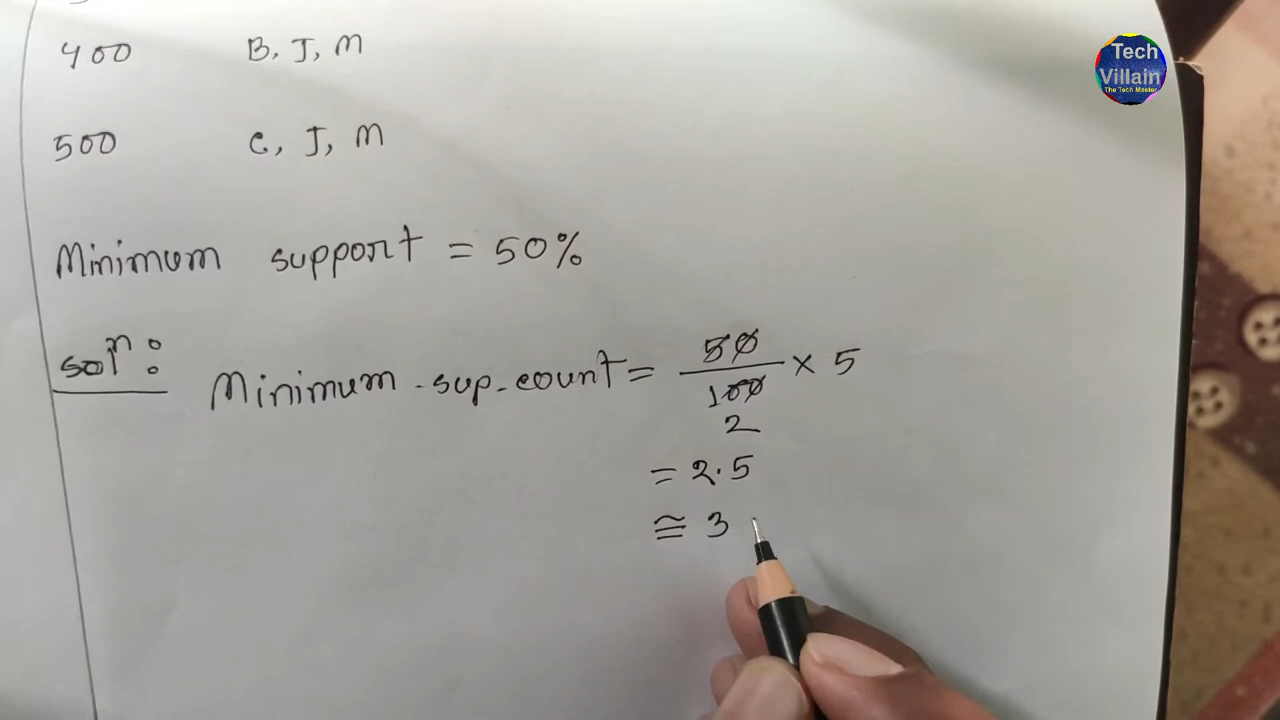 400 B, J, M
500 C, J, M
Minimum support = 50%
solⁿ: Minimum-sup-count = 50/100 × 5
2
= 2.5
≅ 3
Tech
Villain
The Tech Master